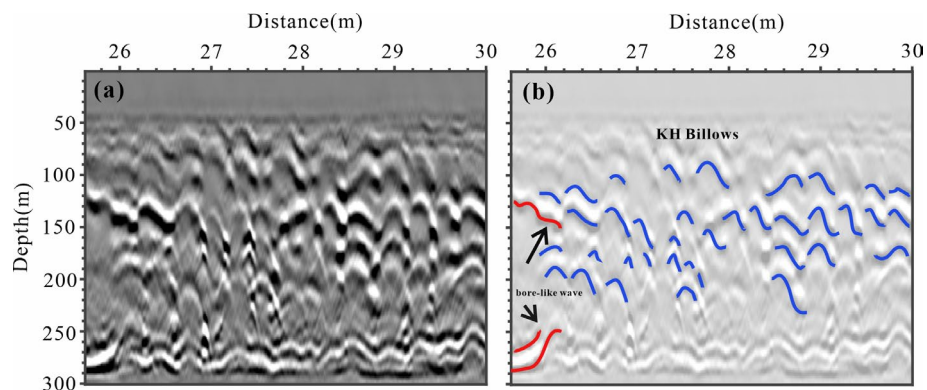 Distance(m)
Distance(m)
26 27 28 29 30
26 27 28 29 30
(a)
(b)
Depth(m)
50
100
150
200
250
300
KH Billows
bore-like wave